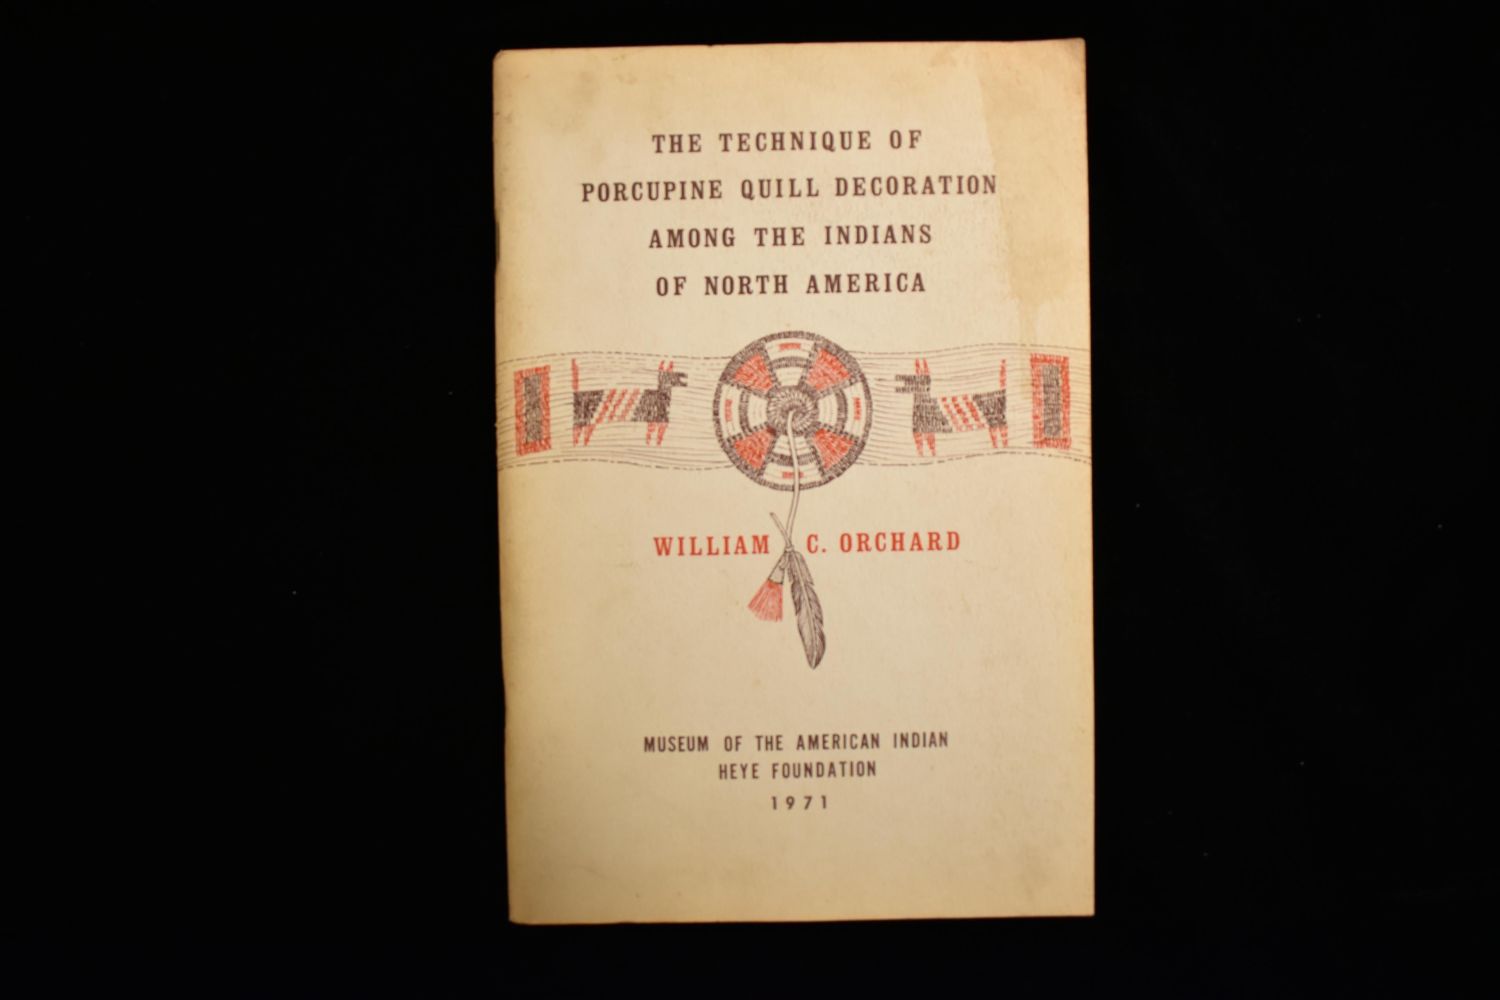 THE TECHNIQUE OF
PORCUPINE QUILL DECORATION
AMONG THE INDIANS
OF NORTH AMERICA
WILLIAM C. ORCHARD
MUSEUM OF THE AMERICAN INDIAN
HEYE FOUNDATION
1971